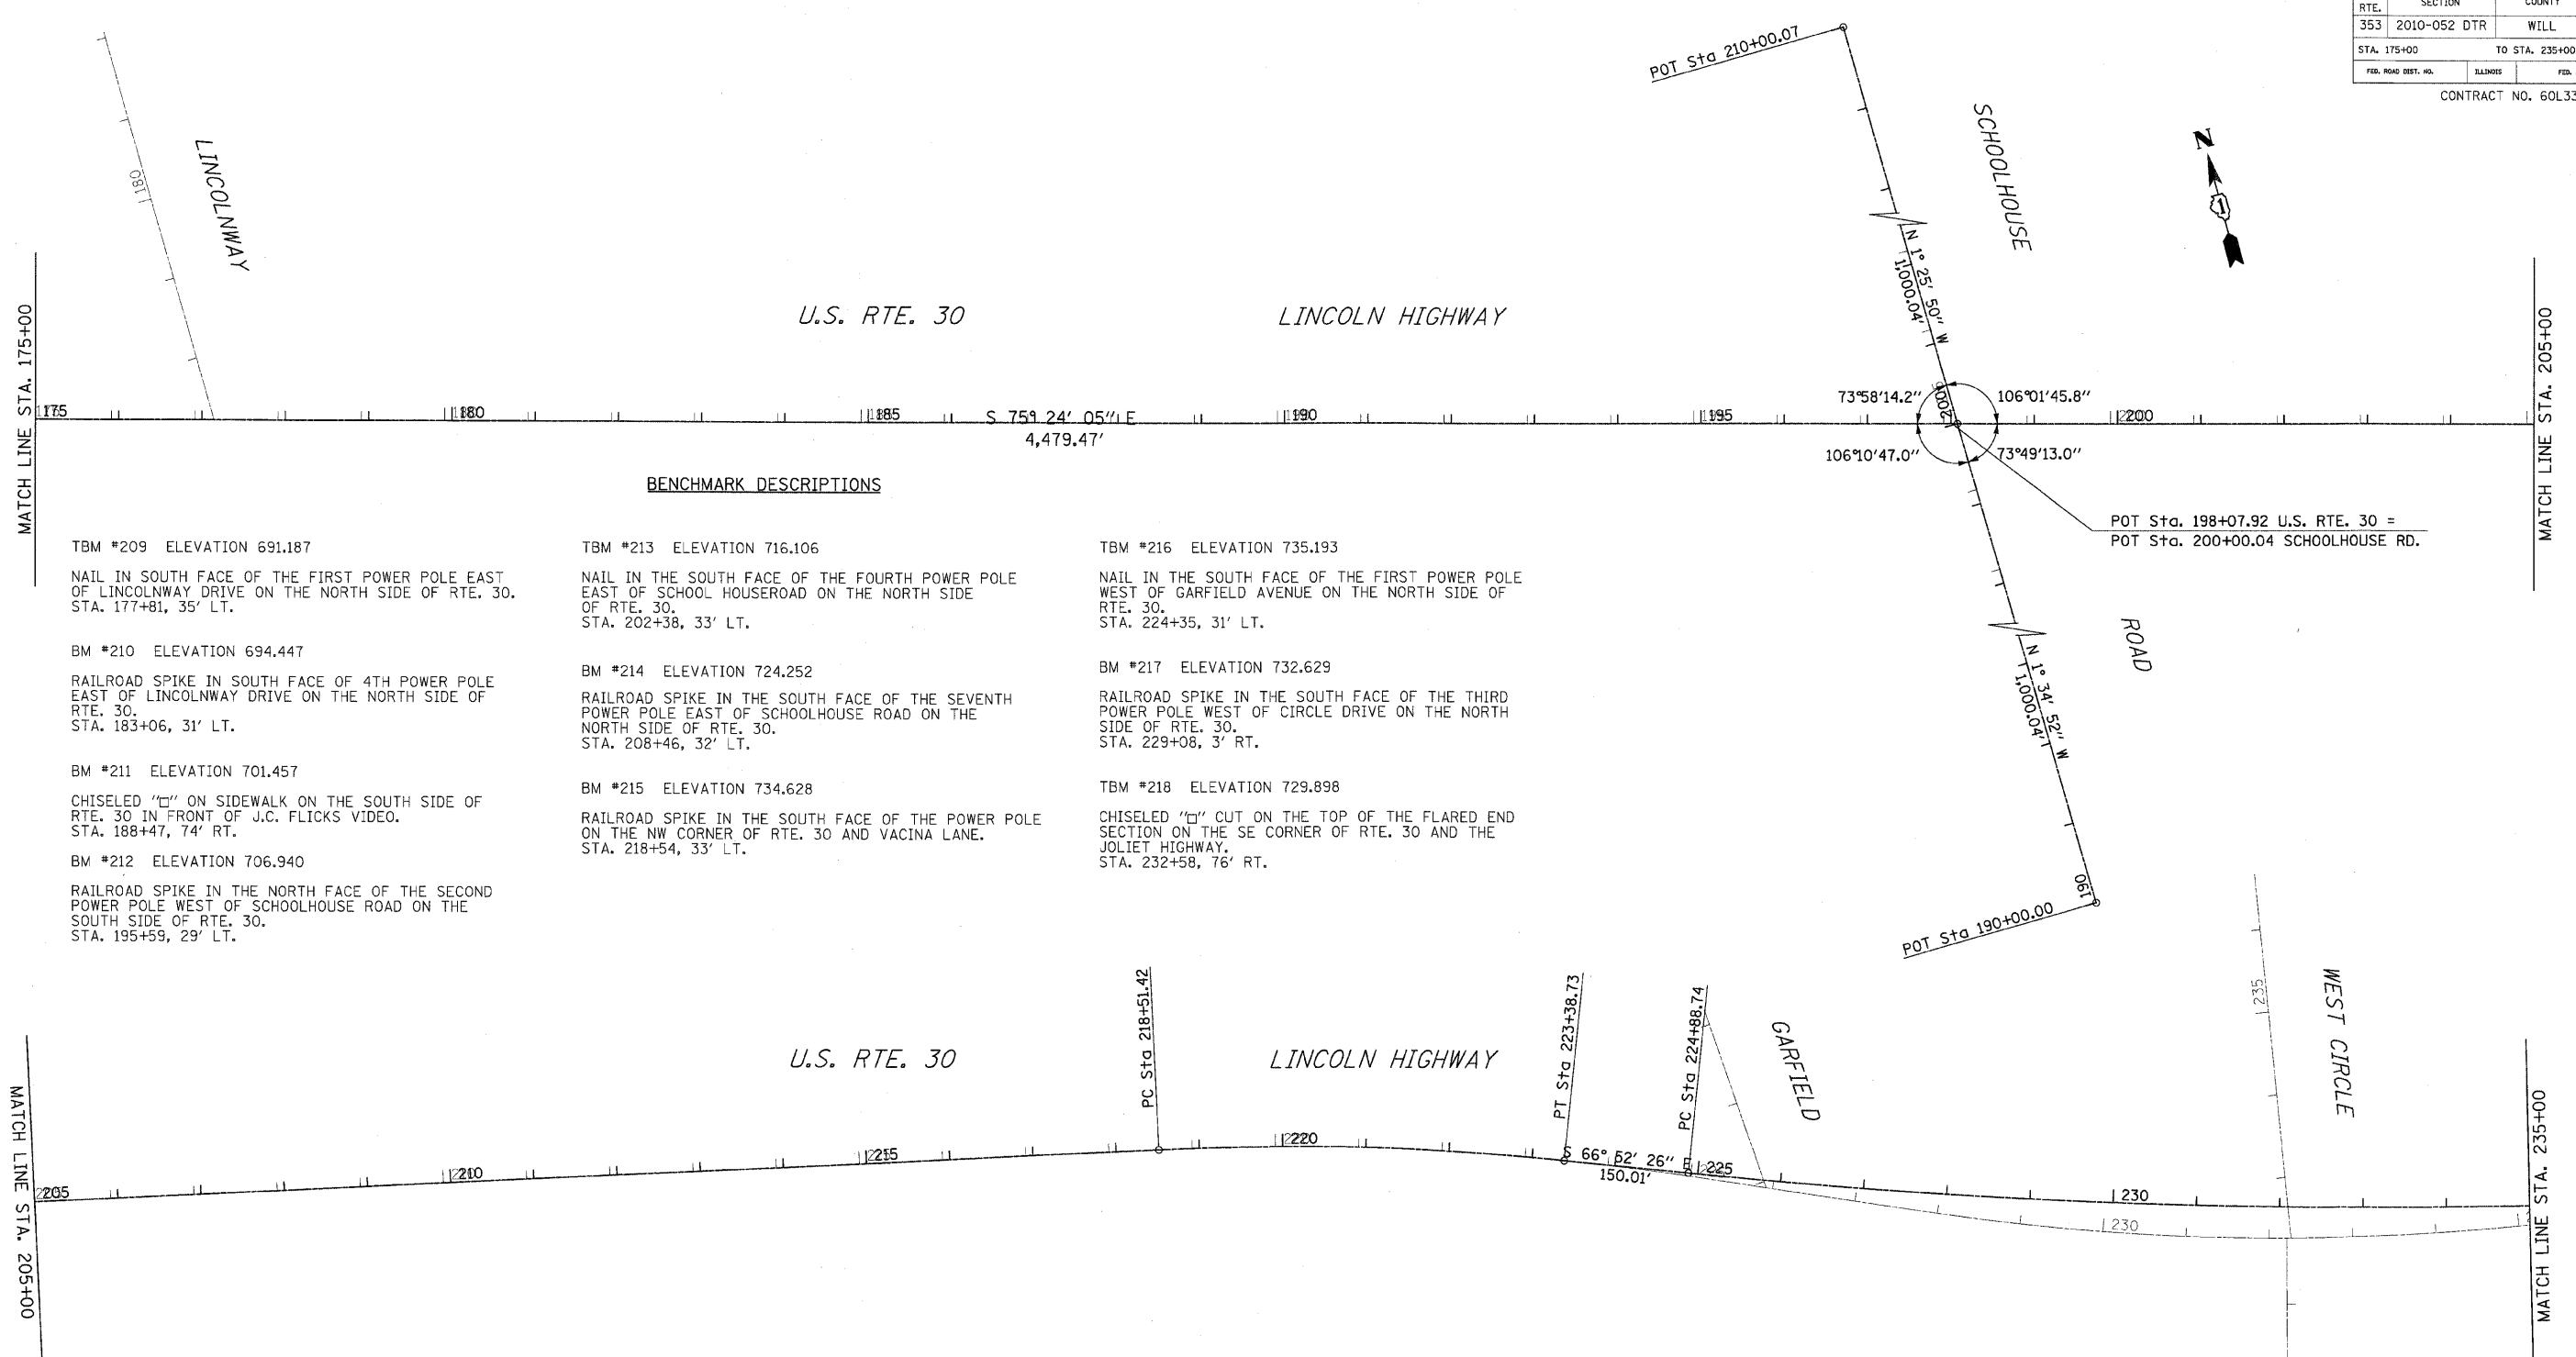 RTE. SECTION COUNTY
353 2010-052 DTR WILL
STA. 175+00 TO STA. 235+00
FED. ROAD DIST. NO. ILLINOIS FED.
CONTRACT NO. 60L33
POT Sta 210+00.07
SCHOOLHOUSE
N
1
LINCOLNWAY
180
N 1° 25' 50" W
1,000.04'
U.S. RTE. 30
LINCOLN HIGHWAY
MATCH LINE STA. 175+00
MATCH LINE STA. 205+00
175
180
185
S 75° 24' 05" E
4,479.47'
190
195
200
200
73°58'14.2"
106°01'45.8"
106°10'47.0"
73°49'13.0"
POT Sta. 198+07.92 U.S. RTE. 30 =
POT Sta. 200+00.04 SCHOOLHOUSE RD.
ROAD
N 1° 34' 52" W
1,000.04'
190
POT Sta 190+00.00
BENCHMARK DESCRIPTIONS
TBM #209 ELEVATION 691.187
NAIL IN SOUTH FACE OF THE FIRST POWER POLE EAST
OF LINCOLNWAY DRIVE ON THE NORTH SIDE OF RTE. 30.
STA. 177+81, 35' LT.
BM #210 ELEVATION 694.447
RAILROAD SPIKE IN SOUTH FACE OF 4TH POWER POLE
EAST OF LINCOLNWAY DRIVE ON THE NORTH SIDE OF
RTE. 30.
STA. 183+06, 31' LT.
BM #211 ELEVATION 701.457
CHISELED "□" ON SIDEWALK ON THE SOUTH SIDE OF
RTE. 30 IN FRONT OF J.C. FLICKS VIDEO.
STA. 188+47, 74' RT.
BM #212 ELEVATION 706.940
RAILROAD SPIKE IN THE NORTH FACE OF THE SECOND
POWER POLE WEST OF SCHOOLHOUSE ROAD ON THE
SOUTH SIDE OF RTE. 30.
STA. 195+59, 29' LT.
TBM #213 ELEVATION 716.106
NAIL IN THE SOUTH FACE OF THE FOURTH POWER POLE
EAST OF SCHOOL HOUSEROAD ON THE NORTH SIDE
OF RTE. 30.
STA. 202+38, 33' LT.
BM #214 ELEVATION 724.252
RAILROAD SPIKE IN THE SOUTH FACE OF THE SEVENTH
POWER POLE EAST OF SCHOOLHOUSE ROAD ON THE
NORTH SIDE OF RTE. 30.
STA. 208+46, 32' LT.
BM #215 ELEVATION 734.628
RAILROAD SPIKE IN THE SOUTH FACE OF THE POWER POLE
ON THE NW CORNER OF RTE. 30 AND VACINA LANE.
STA. 218+54, 33' LT.
TBM #216 ELEVATION 735.193
NAIL IN THE SOUTH FACE OF THE FIRST POWER POLE
WEST OF GARFIELD AVENUE ON THE NORTH SIDE OF
RTE. 30.
STA. 224+35, 31' LT.
BM #217 ELEVATION 732.629
RAILROAD SPIKE IN THE SOUTH FACE OF THE THIRD
POWER POLE WEST OF CIRCLE DRIVE ON THE NORTH
SIDE OF RTE. 30.
STA. 229+08, 3' RT.
TBM #218 ELEVATION 729.898
CHISELED "□" CUT ON THE TOP OF THE FLARED END
SECTION ON THE SE CORNER OF RTE. 30 AND THE
JOLIET HIGHWAY.
STA. 232+58, 76' RT.
MATCH LINE STA. 205+00
U.S. RTE. 30
PC Sta 218+51.42
LINCOLN HIGHWAY
PT Sta 223+38.73
PC Sta 224+88.74
GARFIELD
235
WEST CIRCLE
MATCH LINE STA. 235+00
205
210
215
220
S 66° 52' 26" E
150.01'
225
230
230